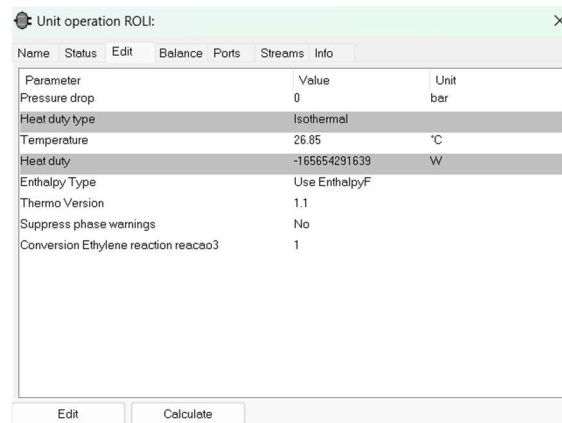 Unit operation ROLI:
Name Status Edit Balance Ports Streams Info
Parameter Value Unit
Pressure drop 0 bar
Heat duty type Isothermal
Temperature 26.85 °C
Heat duty -165654291639 W
Enthalpy Type Use EnthalpyF
Thermo Version 1.1
Suppress phase warnings No
Conversion Ethylene reaction reacao3 1
Edit Calculate